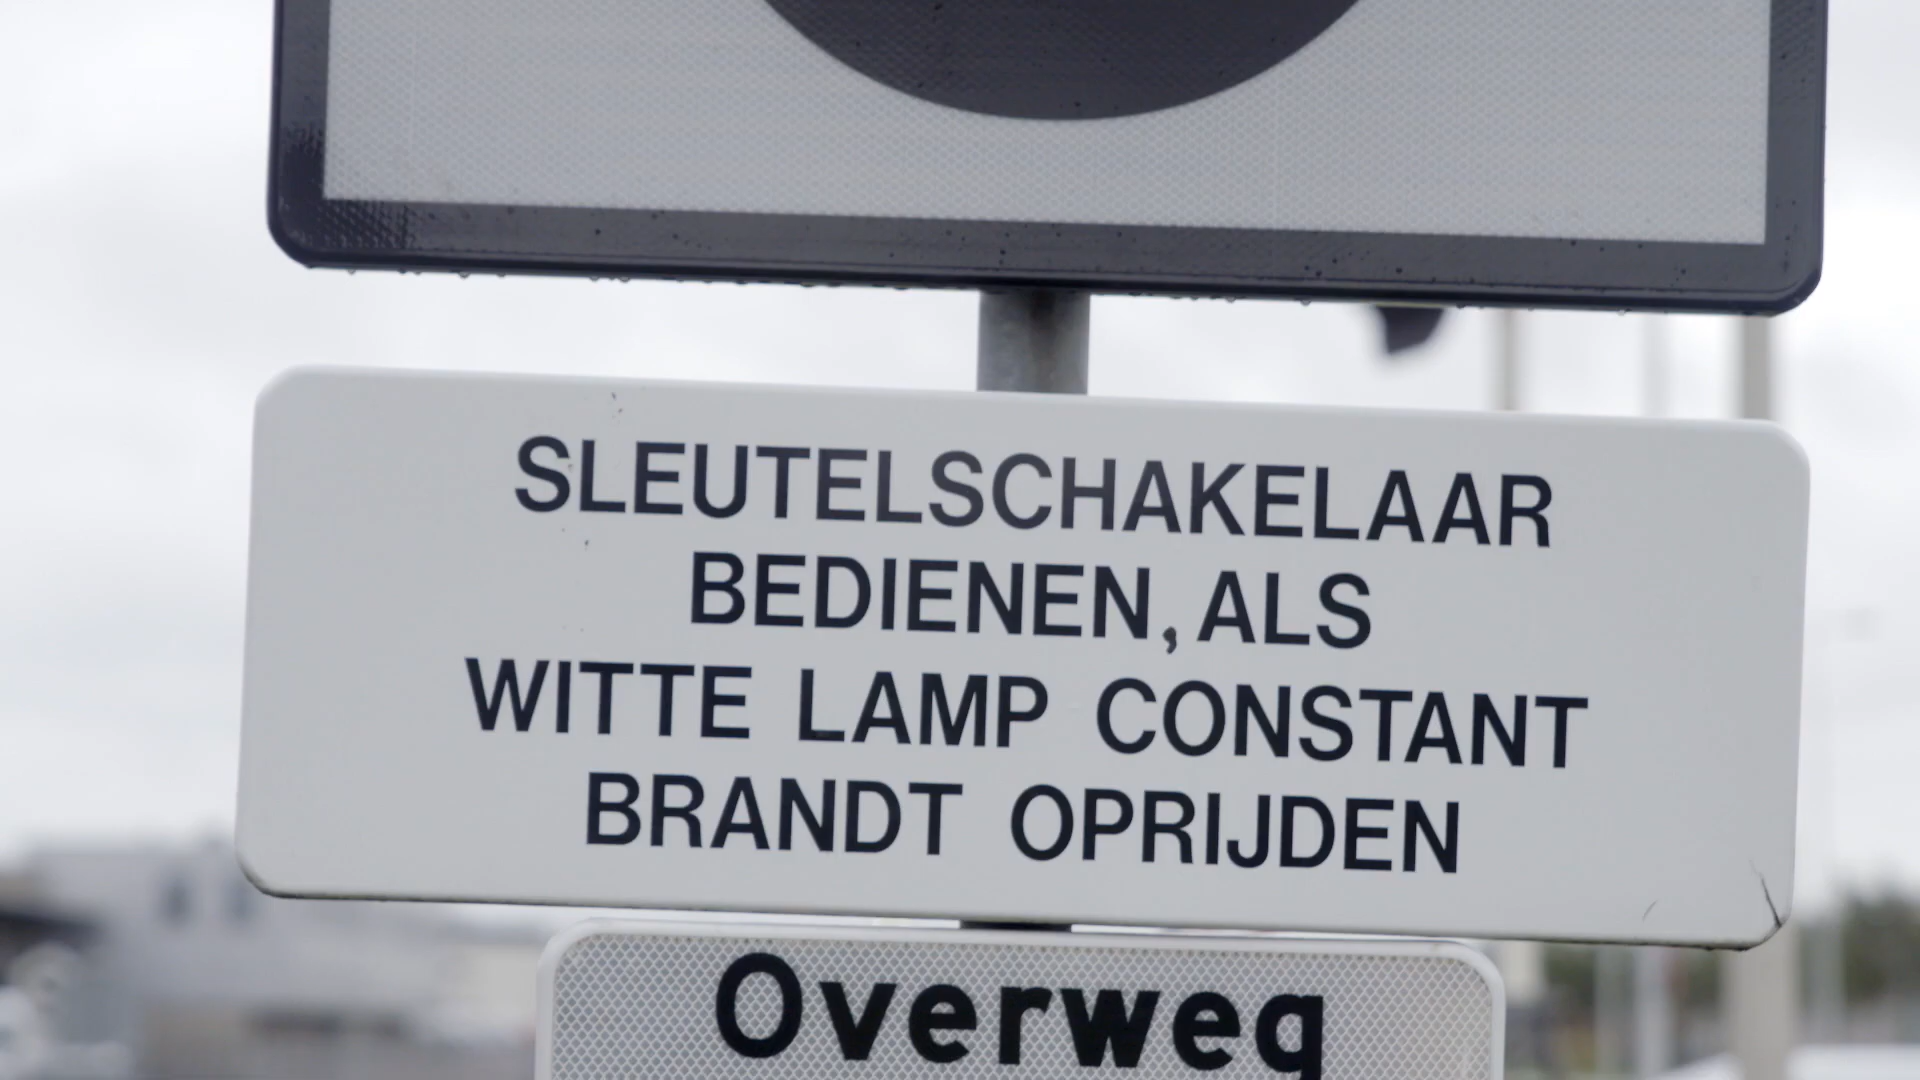 SLEUTELSCHAKELAAR
BEDIENEN, ALS
WITTE LAMP CONSTANT
BRANDT OPRIJDEN
Overweg